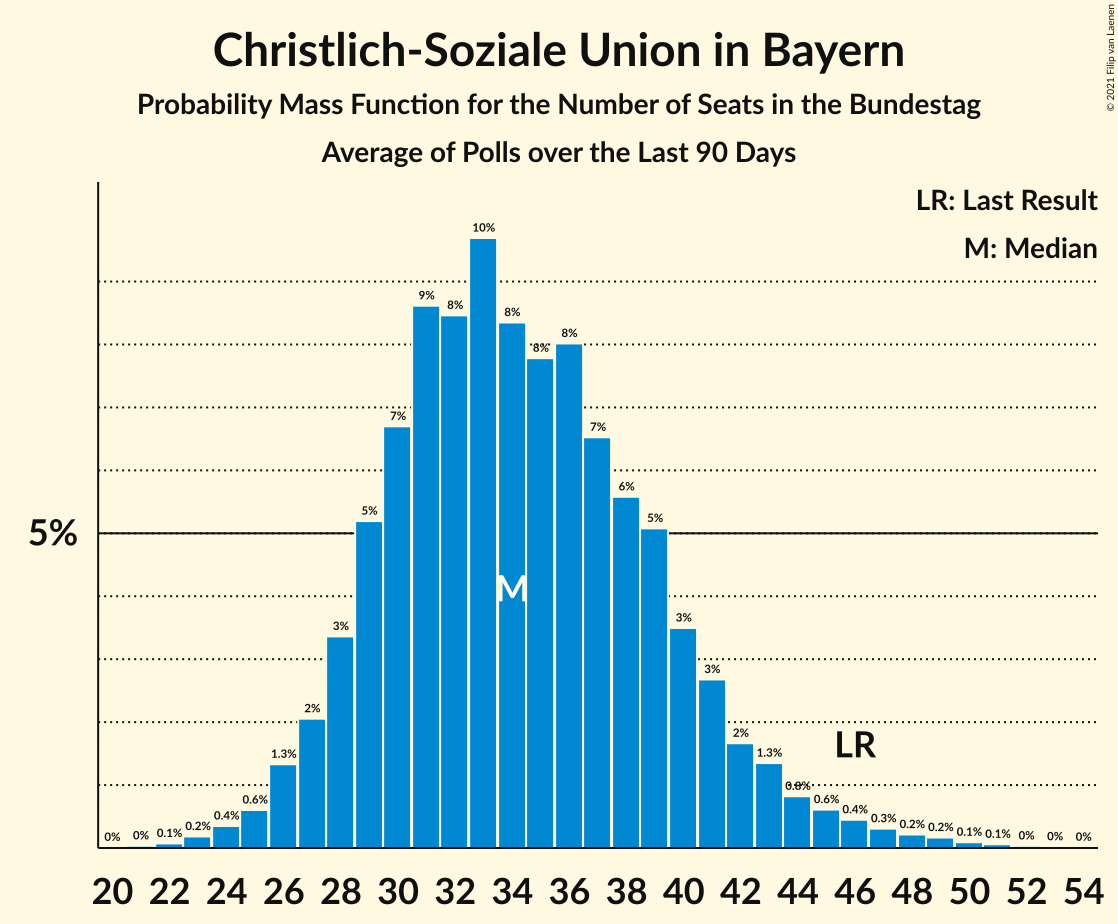 © 2021 Filip van Laenen
Christlich-Soziale Union in Bayern
Probability Mass Function for the Number of Seats in the Bundestag
Average of Polls over the Last 90 Days
LR: Last Result
M: Median
5%
0% 0% 0.1% 0.2% 0.4% 0.6% 1.3% 2% 3% 5% 7% 9% 8% 10% 8% 8% 8% 7% 6% 5% 3% 3% 2% 1.3% 0.8% 0.6% 0.4% 0.3% 0.2% 0.2% 0.1% 0.1% 0% 0% 0%
M
LR
20 22 24 26 28 30 32 34 36 38 40 42 44 46 48 50 52 54